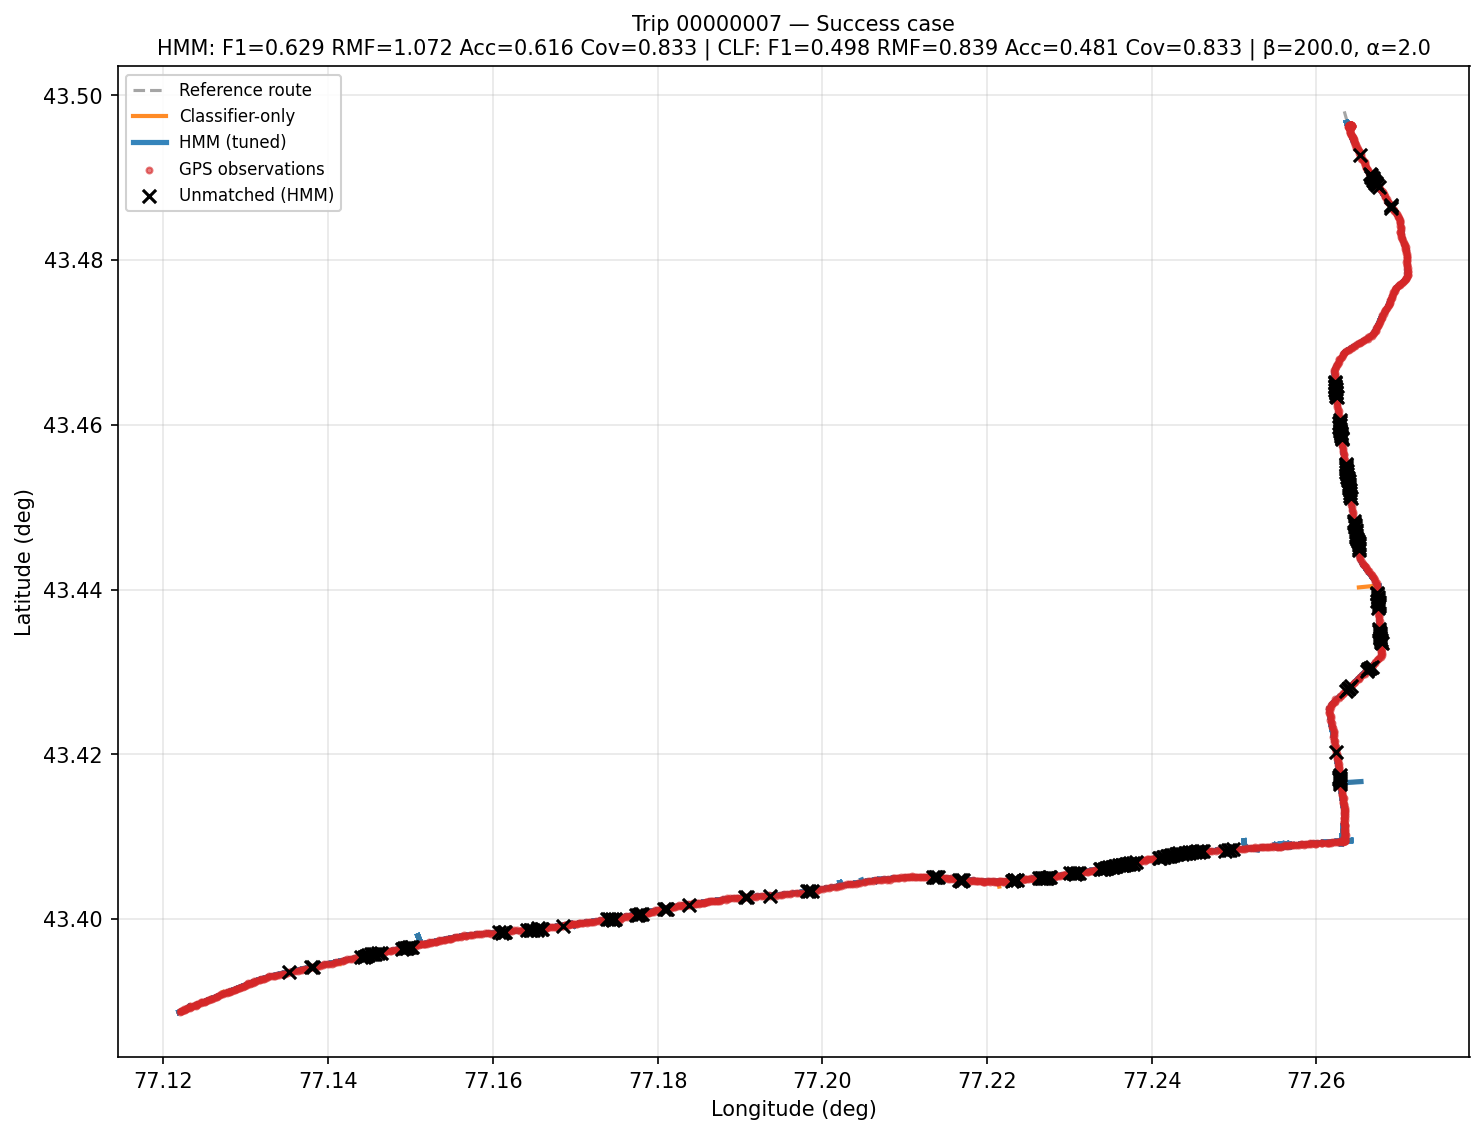 Trip 00000007 — Success case
HMM: F1=0.629 RMF=1.072 Acc=0.616 Cov=0.833 | CLF: F1=0.498 RMF=0.839 Acc=0.481 Cov=0.833 | β=200.0, α=2.0
Reference route
Classifier-only
HMM (tuned)
GPS observations
Unmatched (HMM)
43.50
43.48
43.46
43.44
43.42
43.40
Latitude (deg)
77.12 77.14 77.16 77.18 77.20 77.22 77.24 77.26
Longitude (deg)